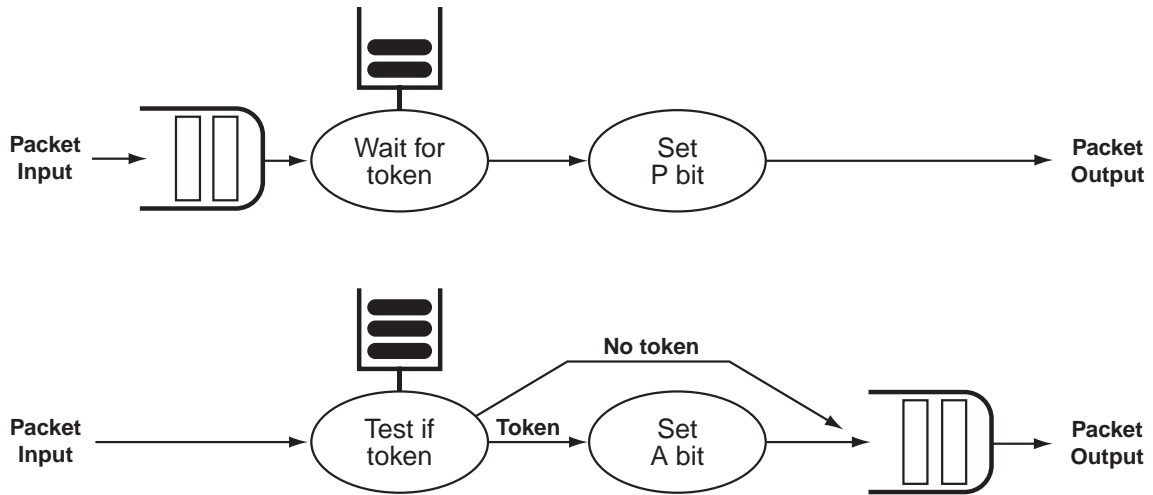 Packet
Input
Wait for
token
Set
P bit
Packet
Output
No token
Packet
Input
Test if
token
Token
Set
A bit
Packet
Output